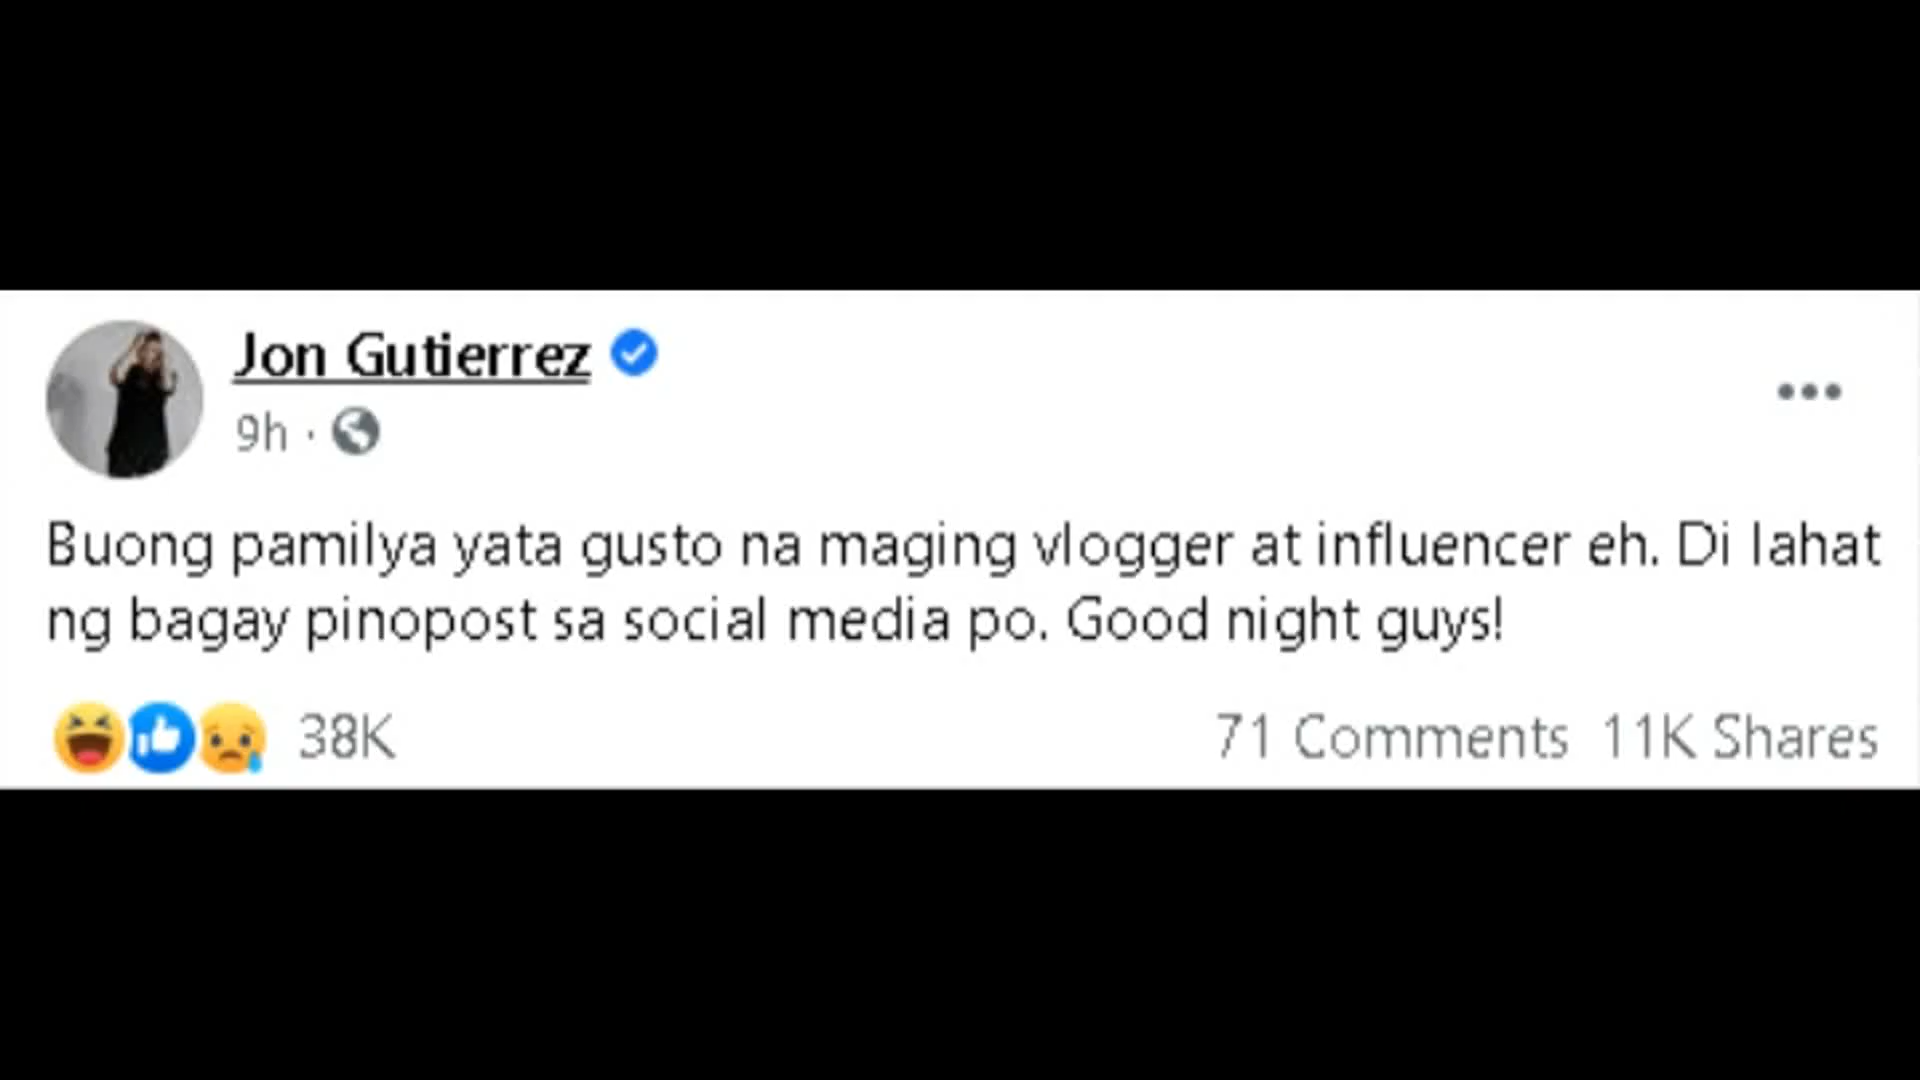 Jon Gutierrez
9h ·
Buong pamilya yata gusto na maging vlogger at influencer eh. Di lahat
ng bagay pinopost sa social media po. Good night guys!
38K 71 Comments 11K Shares